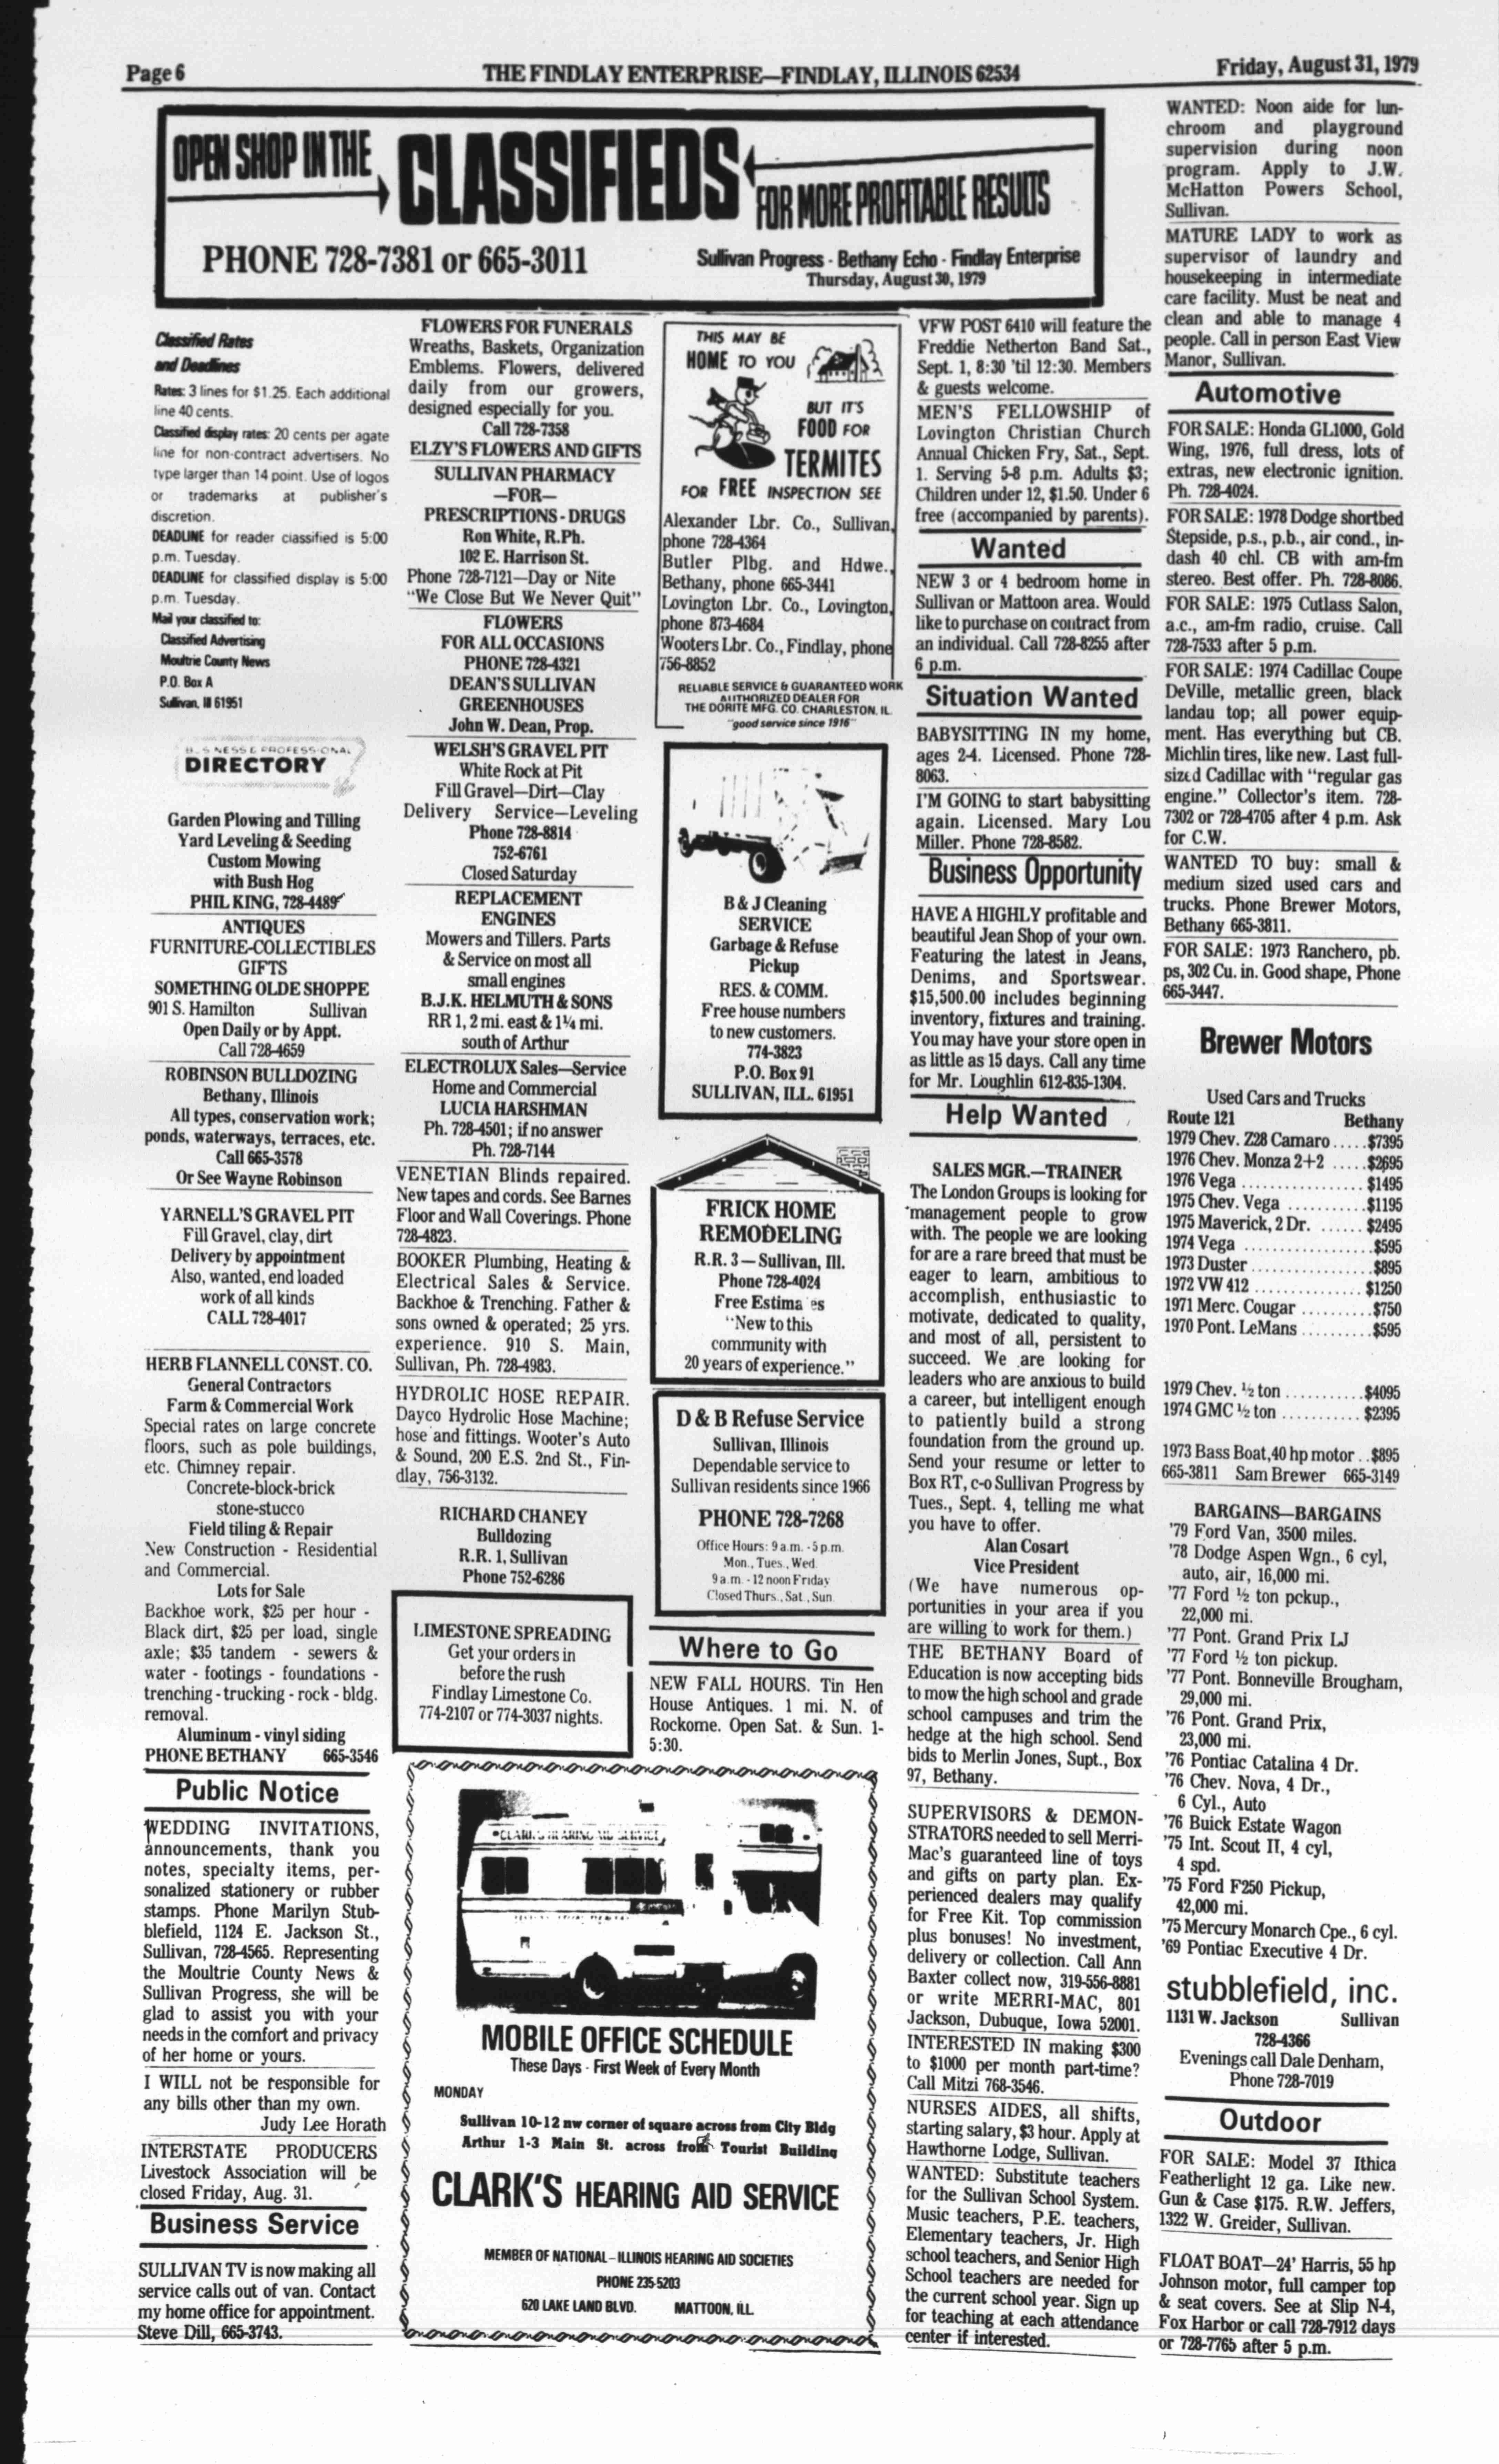 Page 6
THE FINDLAY ENTERPRISE—FINDLAY, ILLINOIS 62534
Friday, August 31, 1979
OPEN SHOP IN THE
CLASSIFIEDS
FOR MORE PROFITABLE RESULTS
PHONE 728-7381 or 665-3011
Sullivan Progress - Bethany Echo - Findlay Enterprise
Thursday, August 30, 1979
Classified Rates
and Deadlines
Rates: 3 lines for $1.25. Each additional
line 40 cents.
Classified display rates: 20 cents per agate
line for non-contract advertisers. No
type larger than 14 point. Use of logos
or trademarks at publisher's
discretion.
DEADLINE for reader classified is 5:00
p.m. Tuesday.
DEADLINE for classified display is 5:00
p.m. Tuesday.
Mail your classified to:
Classified Advertising
Moultrie County News
P.O. Box A
Sullivan, Ill 61951
BUSINESS & PROFESSIONAL
DIRECTORY
Garden Plowing and Tilling
Yard Leveling & Seeding
Custom Mowing
with Bush Hog
PHIL KING, 728-4489
ANTIQUES
FURNITURE-COLLECTIBLES
GIFTS
SOMETHING OLDE SHOPPE
901 S. Hamilton Sullivan
Open Daily or by Appt.
Call 728-4659
ROBINSON BULLDOZING
Bethany, Illinois
All types, conservation work;
ponds, waterways, terraces, etc.
Call 665-3578
Or See Wayne Robinson
YARNELL'S GRAVEL PIT
Fill Gravel, clay, dirt
Delivery by appointment
Also, wanted, end loaded
work of all kinds
CALL 728-4017
HERB FLANNELL CONST. CO.
General Contractors
Farm & Commercial Work
Special rates on large concrete
floors, such as pole buildings,
etc. Chimney repair.
Concrete-block-brick
stone-stucco
Field tiling & Repair
New Construction - Residential
and Commercial.
Lots for Sale
Backhoe work, $25 per hour -
Black dirt, $25 per load, single
axle; $35 tandem - sewers &
water - footings - foundations -
trenching - trucking - rock - bldg.
removal.
Aluminum - vinyl siding
PHONE BETHANY 665-3546
Public Notice
WEDDING INVITATIONS,
announcements, thank you
notes, specialty items, per-
sonalized stationery or rubber
stamps. Phone Marilyn Stub-
blefield, 1124 E. Jackson St.,
Sullivan, 728-4565. Representing
the Moultrie County News &
Sullivan Progress, she will be
glad to assist you with your
needs in the comfort and privacy
of her home or yours.
I WILL not be responsible for
any bills other than my own.
Judy Lee Horath
INTERSTATE PRODUCERS
Livestock Association will be
closed Friday, Aug. 31.
Business Service
SULLIVAN TV is now making all
service calls out of van. Contact
my home office for appointment.
Steve Dill, 665-3743.
FLOWERS FOR FUNERALS
Wreaths, Baskets, Organization
Emblems. Flowers, delivered
daily from our growers,
designed especially for you.
Call 728-7358
ELZY'S FLOWERS AND GIFTS
SULLIVAN PHARMACY
—FOR—
PRESCRIPTIONS - DRUGS
Ron White, R.Ph.
102 E. Harrison St.
Phone 728-7121—Day or Nite
"We Close But We Never Quit"
FLOWERS
FOR ALL OCCASIONS
PHONE 728-4321
DEAN'S SULLIVAN
GREENHOUSES
John W. Dean, Prop.
WELSH'S GRAVEL PIT
White Rock at Pit
Fill Gravel—Dirt—Clay
Delivery Service—Leveling
Phone 728-8814
752-6761
Closed Saturday
REPLACEMENT
ENGINES
Mowers and Tillers. Parts
& Service on most all
small engines
B.J.K. HELMUTH & SONS
RR 1, 2 mi. east & 1¼ mi.
south of Arthur
ELECTROLUX Sales—Service
Home and Commercial
LUCIA HARSHMAN
Ph. 728-4501; if no answer
Ph. 728-7144
VENETIAN Blinds repaired.
New tapes and cords. See Barnes
Floor and Wall Coverings. Phone
728-4823.
BOOKER Plumbing, Heating &
Electrical Sales & Service.
Backhoe & Trenching. Father &
sons owned & operated; 25 yrs.
experience. 910 S. Main,
Sullivan, Ph. 728-4983.
HYDROLIC HOSE REPAIR.
Dayco Hydrolic Hose Machine;
hose and fittings. Wooter's Auto
& Sound, 200 E.S. 2nd St., Fin-
dlay, 756-3132.
RICHARD CHANEY
Bulldozing
R.R. 1, Sullivan
Phone 752-6286
LIMESTONE SPREADING
Get your orders in
before the rush
Findlay Limestone Co.
774-2107 or 774-3037 nights.
THIS MAY BE
HOME TO YOU
BUT IT'S
FOOD FOR
TERMITES
FOR FREE INSPECTION SEE
Alexander Lbr. Co., Sullivan,
phone 728-4364
Butler Plbg. and Hdwe.,
Bethany, phone 665-3441
Lovington Lbr. Co., Lovington,
phone 873-4684
Wooters Lbr. Co., Findlay, phone
756-8852
RELIABLE SERVICE & GUARANTEED WORK
AUTHORIZED DEALER FOR
THE DORITE MFG. CO. CHARLESTON, IL.
"good service since 1916"
B & J Cleaning
SERVICE
Garbage & Refuse
Pickup
RES. & COMM.
Free house numbers
to new customers.
774-3823
P.O. Box 91
SULLIVAN, ILL. 61951
FRICK HOME
REMODELING
R.R. 3— Sullivan, Ill.
Phone 728-4024
Free Estima es
"New to this
community with
20 years of experience."
D & B Refuse Service
Sullivan, Illinois
Dependable service to
Sullivan residents since 1966
PHONE 728-7268
Office Hours: 9 a.m. - 5 p.m.
Mon., Tues., Wed.
9 a.m. - 12 noon Friday
Closed Thurs., Sat., Sun.
Where to Go
NEW FALL HOURS. Tin Hen
House Antiques. 1 mi. N. of
Rockome. Open Sat. & Sun. 1-
5:30.
CLARK'S HEARING AID SERVICE
MOBILE OFFICE SCHEDULE
These Days - First Week of Every Month
MONDAY
Sullivan 10-12 nw corner of square across from City Bldg
Arthur 1-3 Main St. across from Tourist Building
CLARK'S HEARING AID SERVICE
MEMBER OF NATIONAL-ILLINOIS HEARING AID SOCIETIES
PHONE 235-5203
620 LAKE LAND BLVD. MATTOON, ILL.
VFW POST 6410 will feature the
Freddie Netherton Band Sat.,
Sept. 1, 8:30 'til 12:30. Members
& guests welcome.
MEN'S FELLOWSHIP of
Lovington Christian Church
Annual Chicken Fry, Sat., Sept.
1. Serving 5-8 p.m. Adults $3;
Children under 12, $1.50. Under 6
free (accompanied by parents).
Wanted
NEW 3 or 4 bedroom home in
Sullivan or Mattoon area. Would
like to purchase on contract from
an individual. Call 728-8255 after
6 p.m.
Situation Wanted
BABYSITTING IN my home,
ages 2-4. Licensed. Phone 728-
8063.
I'M GOING to start babysitting
again. Licensed. Mary Lou
Miller. Phone 728-8582.
Business Opportunity
HAVE A HIGHLY profitable and
beautiful Jean Shop of your own.
Featuring the latest in Jeans,
Denims, and Sportswear.
$15,500.00 includes beginning
inventory, fixtures and training.
You may have your store open in
as little as 15 days. Call any time
for Mr. Loughlin 612-835-1304.
Help Wanted
SALES MGR.—TRAINER
The London Groups is looking for
management people to grow
with. The people we are looking
for are a rare breed that must be
eager to learn, ambitious to
accomplish, enthusiastic to
motivate, dedicated to quality,
and most of all, persistent to
succeed. We are looking for
leaders who are anxious to build
a career, but intelligent enough
to patiently build a strong
foundation from the ground up.
Send your resume or letter to
Box RT, c-o Sullivan Progress by
Tues., Sept. 4, telling me what
you have to offer.
Alan Cosart
Vice President
(We have numerous op-
portunities in your area if you
are willing to work for them.)
THE BETHANY Board of
Education is now accepting bids
to mow the high school and grade
school campuses and trim the
hedge at the high school. Send
bids to Merlin Jones, Supt., Box
97, Bethany.
SUPERVISORS & DEMON-
STRATORS needed to sell Merri-
Mac's guaranteed line of toys
and gifts on party plan. Ex-
perienced dealers may qualify
for Free Kit. Top commission
plus bonuses! No investment,
delivery or collection. Call Ann
Baxter collect now, 319-556-8881
or write MERRI-MAC, 801
Jackson, Dubuque, Iowa 52001.
INTERESTED IN making $300
to $1000 per month part-time?
Call Mitzi 768-3546.
NURSES AIDES, all shifts,
starting salary, $3 hour. Apply at
Hawthorne Lodge, Sullivan.
WANTED: Substitute teachers
for the Sullivan School System.
Music teachers, P.E. teachers,
Elementary teachers, Jr. High
school teachers, and Senior High
School teachers are needed for
the current school year. Sign up
for teaching at each attendance
center if interested.
WANTED: Noon aide for lun-
chroom and playground
supervision during noon
program. Apply to J.W.
McHatton Powers School,
Sullivan.
MATURE LADY to work as
supervisor of laundry and
housekeeping in intermediate
care facility. Must be neat and
clean and able to manage 4
people. Call in person East View
Manor, Sullivan.
Automotive
FOR SALE: Honda GL1000, Gold
Wing, 1976, full dress, lots of
extras, new electronic ignition.
Ph. 728-4024.
FOR SALE: 1978 Dodge shortbed
Stepside, p.s., p.b., air cond., in-
dash 40 chl. CB with am-fm
stereo. Best offer. Ph. 728-8086.
FOR SALE: 1975 Cutlass Salon,
a.c., am-fm radio, cruise. Call
728-7533 after 5 p.m.
FOR SALE: 1974 Cadillac Coupe
DeVille, metallic green, black
landau top; all power equip-
ment. Has everything but CB.
Michlin tires, like new. Last full-
sized Cadillac with "regular gas
engine." Collector's item. 728-
7302 or 728-4705 after 4 p.m. Ask
for C.W.
WANTED TO buy: small &
medium sized used cars and
trucks. Phone Brewer Motors,
Bethany 665-3811.
FOR SALE: 1973 Ranchero, pb.
ps, 302 Cu. in. Good shape, Phone
665-3447.
Brewer Motors
Used Cars and Trucks
Route 121 Bethany
1979 Chev. Z28 Camaro ..... $7395
1976 Chev. Monza 2+2 ..... $2695
1976 Vega ................ $1495
1975 Chev. Vega ........... $1195
1975 Maverick, 2 Dr. ...... $2495
1974 Vega .................. $595
1973 Duster ................ $895
1972 VW 412 ............... $1250
1971 Merc. Cougar .......... $750
1970 Pont. LeMans .......... $595
1979 Chev. ½ ton ........... $4095
1974 GMC ½ ton ........... $2395
1973 Bass Boat, 40 hp motor .. $895
665-3811 Sam Brewer 665-3149
BARGAINS—BARGAINS
'79 Ford Van, 3500 miles.
'78 Dodge Aspen Wgn., 6 cyl,
auto, air, 16,000 mi.
'77 Ford ½ ton pckup.,
22,000 mi.
'77 Pont. Grand Prix LJ
'77 Ford ½ ton pickup.
'77 Pont. Bonneville Brougham,
29,000 mi.
'76 Pont. Grand Prix,
23,000 mi.
'76 Pontiac Catalina 4 Dr.
'76 Chev. Nova, 4 Dr.,
6 Cyl., Auto
'76 Buick Estate Wagon
'75 Int. Scout II, 4 cyl,
4 spd.
'75 Ford F250 Pickup,
42,000 mi.
'75 Mercury Monarch Cpe., 6 cyl.
'69 Pontiac Executive 4 Dr.
stubblefield, inc.
1131 W. Jackson Sullivan
728-4366
Evenings call Dale Denham,
Phone 728-7019
Outdoor
FOR SALE: Model 37 Ithica
Featherlight 12 ga. Like new.
Gun & Case $175. R.W. Jeffers,
1322 W. Greider, Sullivan.
FLOAT BOAT—24' Harris, 55 hp
Johnson motor, full camper top
& seat covers. See at Slip N-4,
Fox Harbor or call 728-7912 days
or 728-7765 after 5 p.m.